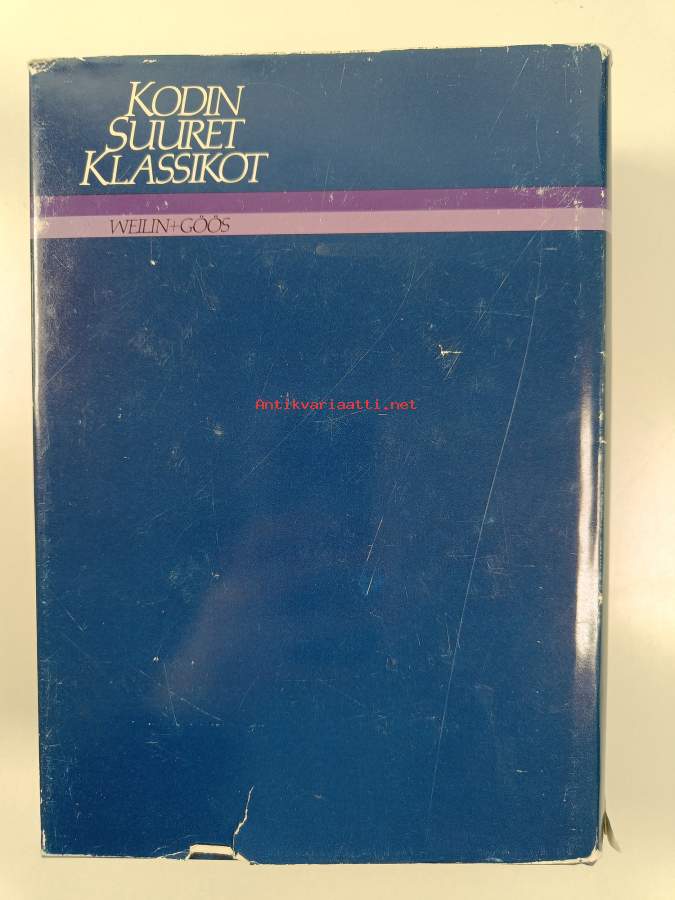 KODIN
SUURET
KLASSIKOT
WEILIN+GÖÖS
Antikvariaatti.net